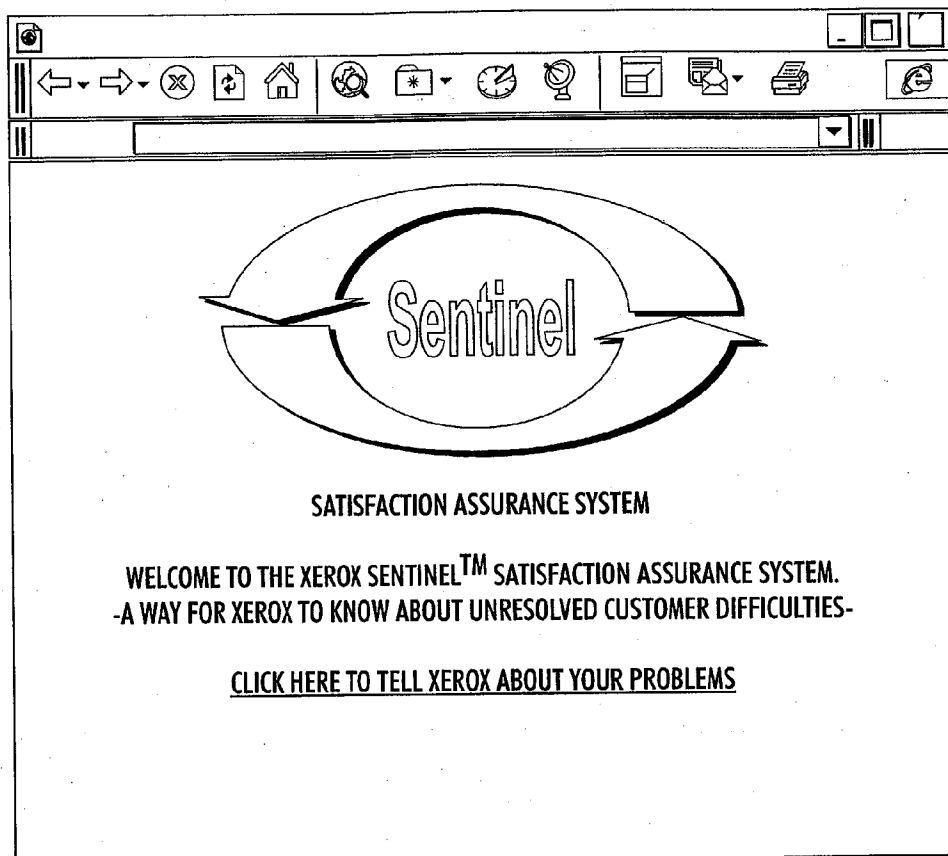 Sentinel
SATISFACTION ASSURANCE SYSTEM
WELCOME TO THE XEROX SENTINEL™ SATISFACTION ASSURANCE SYSTEM.
-A WAY FOR XEROX TO KNOW ABOUT UNRESOLVED CUSTOMER DIFFICULTIES-
CLICK HERE TO TELL XEROX ABOUT YOUR PROBLEMS